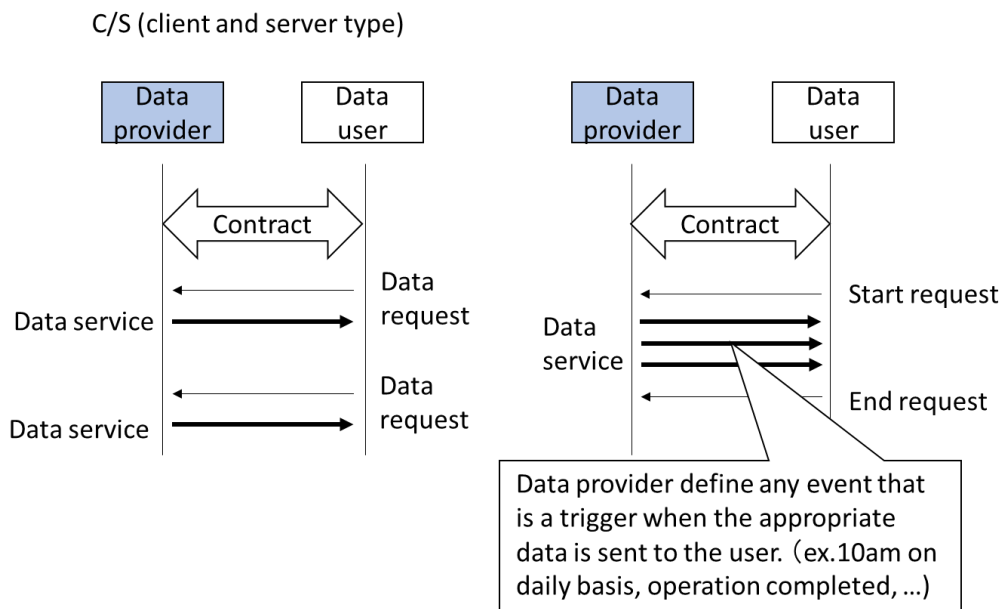 C/S (client and server type)
Data
provider
Data
user
Contract
Data
request
Data service
Data
request
Data service
Data
provider
Data
user
Contract
Start request
Data
service
End request
Data provider define any event that
is a trigger when the appropriate
data is sent to the user.（ex.10am on
daily basis, operation completed, ...)